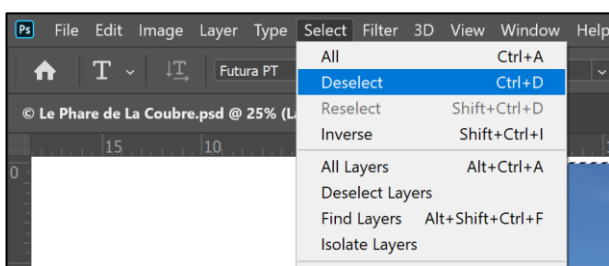 Ps File Edit Image Layer Type Select Filter 3D View Window Help
T Futura PT
© Le Phare de La Coubre.psd @ 25% (La
15 10
0
All Ctrl+A
Deselect Ctrl+D
Reselect Shift+Ctrl+D
Inverse Shift+Ctrl+I
All Layers Alt+Ctrl+A
Deselect Layers
Find Layers Alt+Shift+Ctrl+F
Isolate Layers